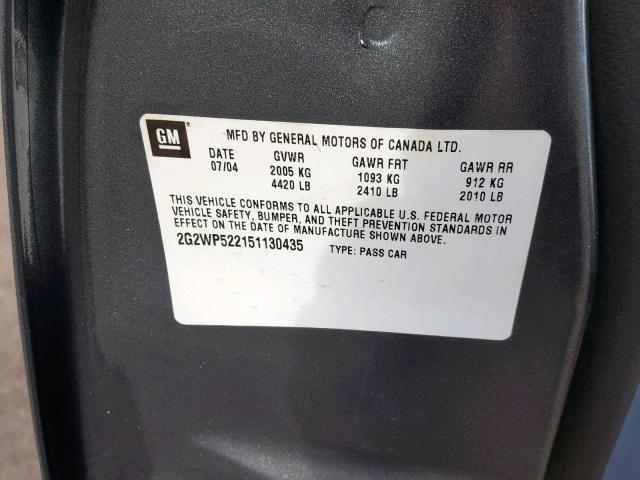 GM
MFD BY GENERAL MOTORS OF CANADA LTD.
DATE GVWR GAWR FRT GAWR RR
07/04 2005 KG 1093 KG 912 KG
4420 LB 2410 LB 2010 LB
THIS VEHICLE CONFORMS TO ALL APPLICABLE U.S. FEDERAL MOTOR
VEHICLE SAFETY, BUMPER, AND THEFT PREVENTION STANDARDS IN
EFFECT ON THE DATE OF MANUFACTURE SHOWN ABOVE.
2G2WP522151130435 TYPE: PASS CAR